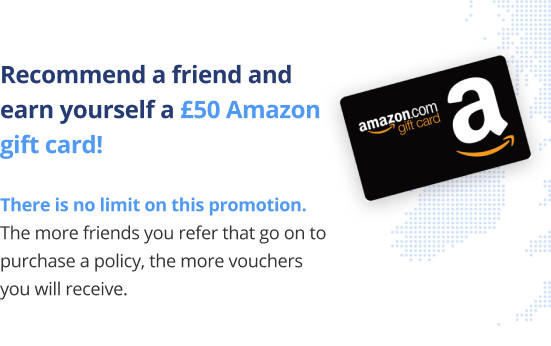 Recommend a friend and
earn yourself a £50 Amazon
gift card!
There is no limit on this promotion.
The more friends you refer that go on to
purchase a policy, the more vouchers
you will receive.
amazon.com
gift card
a